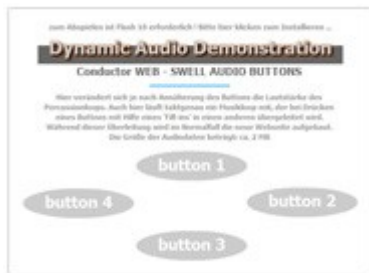 zum Abspielen ist Flash 10 erforderlich! Bitte hier klicken zum Installieren ...
Dynamic Audio Demonstration
Conductor WEB - SWELL AUDIO BUTTONS
Hier verändert sich je nach Annäherung des Buttons die Lautstärke des
Percussionloops. Auch hier läuft taktgenau ein Musikloop mit, der bei Drücken
eines Buttons mit Hilfe eines 'Fill-ins' in einen anderen übergeleitet wird.
Während dieser Überleitung wird im Normalfall die neue Webseite aufgebaut.
Die Größe der Audiodaten beträgt ca. 2 MB
button 1
button 4
button 2
button 3